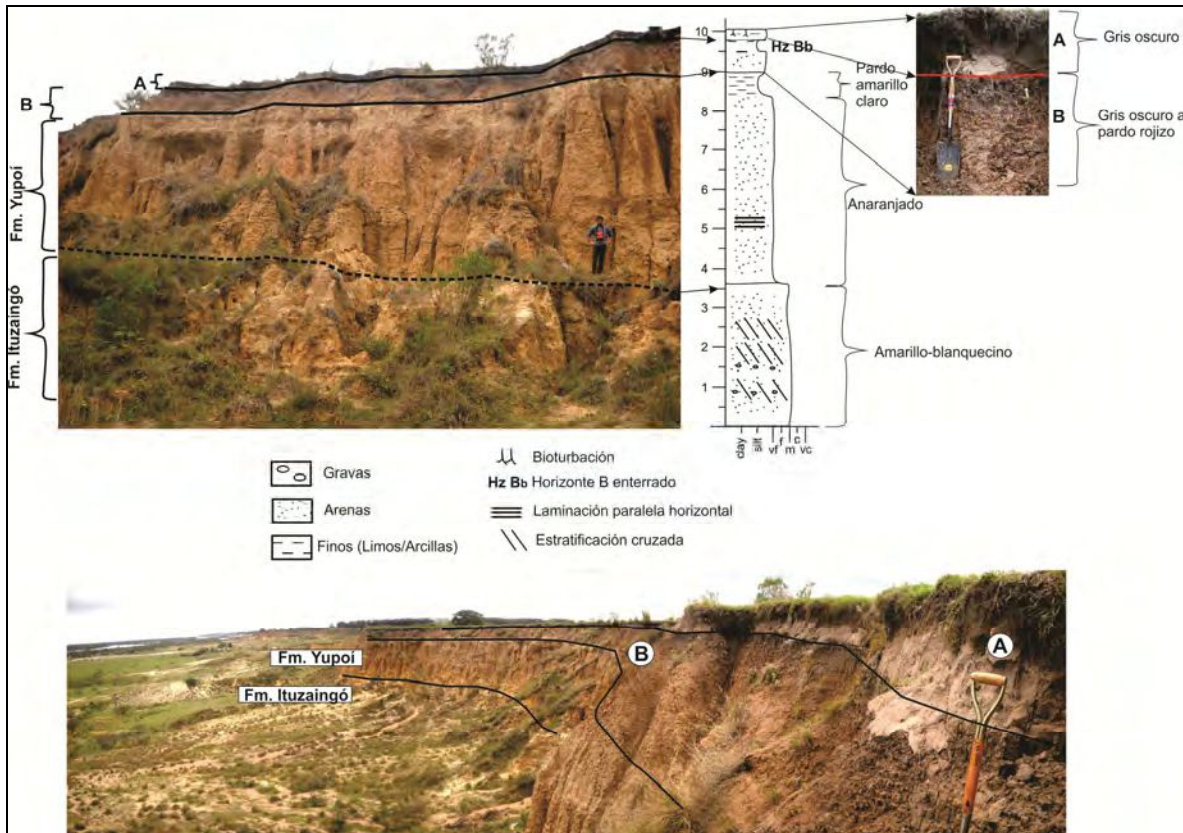 A
B
Fm. Yupoí
Fm. Ituzaingó
10
9
8
7
6
5
4
3
2
1
Hz Bb
clay
silt
vf
f
m
c
vc
Pardo
amarillo
claro
Anaranjado
Amarillo-blanquecino
A
Gris oscuro
B
Gris oscuro a
pardo rojizo
Gravas
Arenas
Finos (Limos/Arcillas)
Bioturbación
Hz Bb Horizonte B enterrado
Laminación paralela horizontal
Estratificación cruzada
Fm. Yupoí
Fm. Ituzaingó
B
A